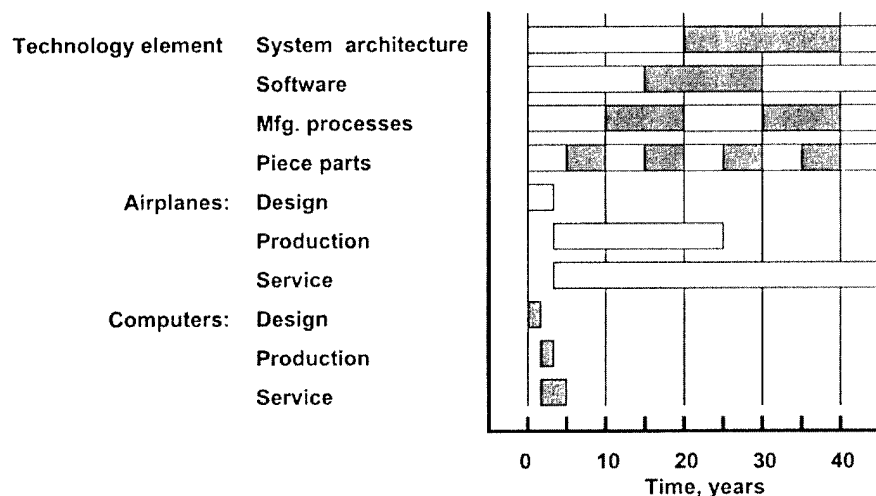 Technology element System architecture
Software
Mfg. processes
Piece parts
Airplanes: Design
Production
Service
Computers: Design
Production
Service
0 10 20 30 40
Time, years